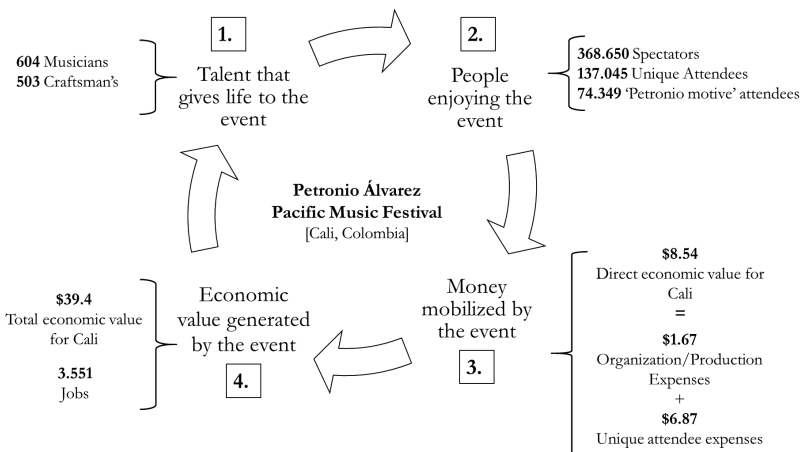 1.
604 Musicians
503 Craftsman's
Talent that
gives life to the
event
2.
People
enjoying the
event
368.650 Spectators
137.045 Unique Attendees
74.349 'Petronio motive' attendees
Petronio Álvarez
Pacific Music Festival
[Cali, Colombia]
Money
mobilized by
the event
3.
$8.54
Direct economic value for
Cali
=
$1.67
Organization/Production
Expenses
+
$6.87
Unique attendee expenses
Economic
value generated
by the event
4.
$39.4
Total economic value
for Cali
3.551
Jobs